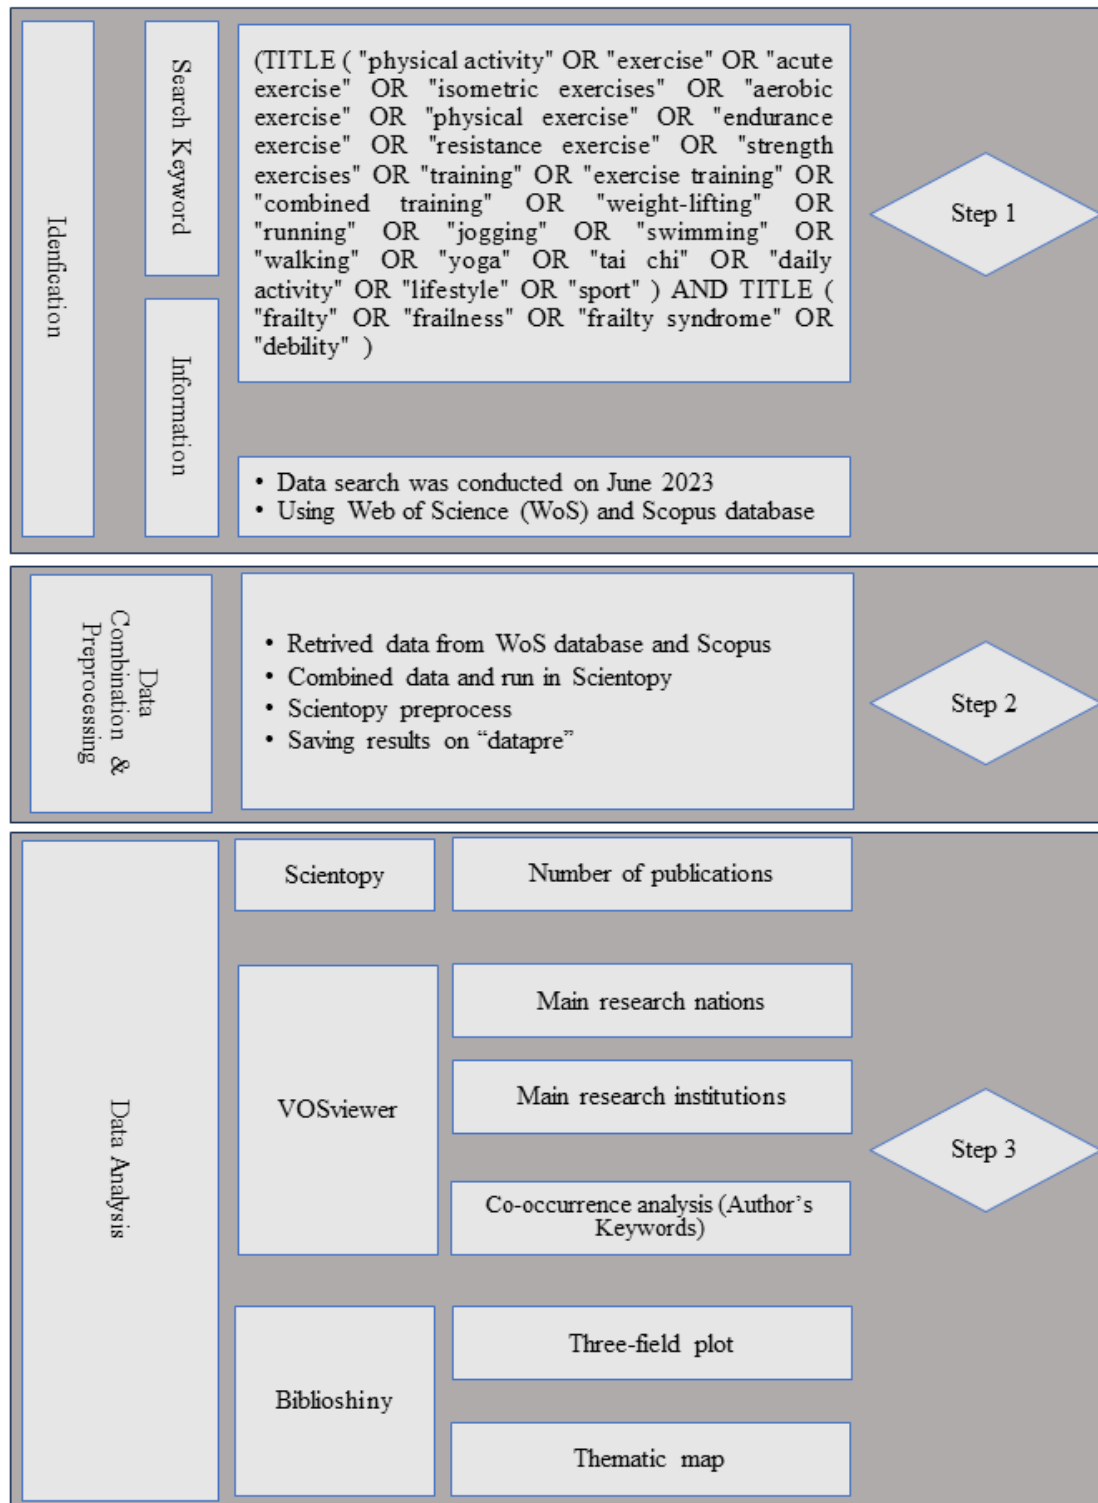 Idenfication
Search Keyword
(TITLE ( "physical activity" OR "exercise" OR "acute
exercise" OR "isometric exercises" OR "aerobic
exercise" OR "physical exercise" OR "endurance
exercise" OR "resistance exercise" OR "strength
exercises" OR "training" OR "exercise training" OR
"combined training" OR "weight-lifting" OR
"running" OR "jogging" OR "swimming" OR
"walking" OR "yoga" OR "tai chi" OR "daily
activity" OR "lifestyle" OR "sport" ) AND TITLE (
"frailty" OR "frailness" OR "frailty syndrome" OR
"debility" )
Step 1
Information
• Data search was conducted on June 2023
• Using Web of Science (WoS) and Scopus database
Data
Combination &
Preprocessing
• Retrived data from WoS database and Scopus
• Combined data and run in Scientopy
• Scientopy preprocess
• Saving results on “datapre”
Step 2
Data Analysis
Scientopy
Number of publications
VOSviewer
Main research nations
Main research institutions
Co-occurrence analysis (Author’s
Keywords)
Step 3
Biblioshiny
Three-field plot
Thematic map